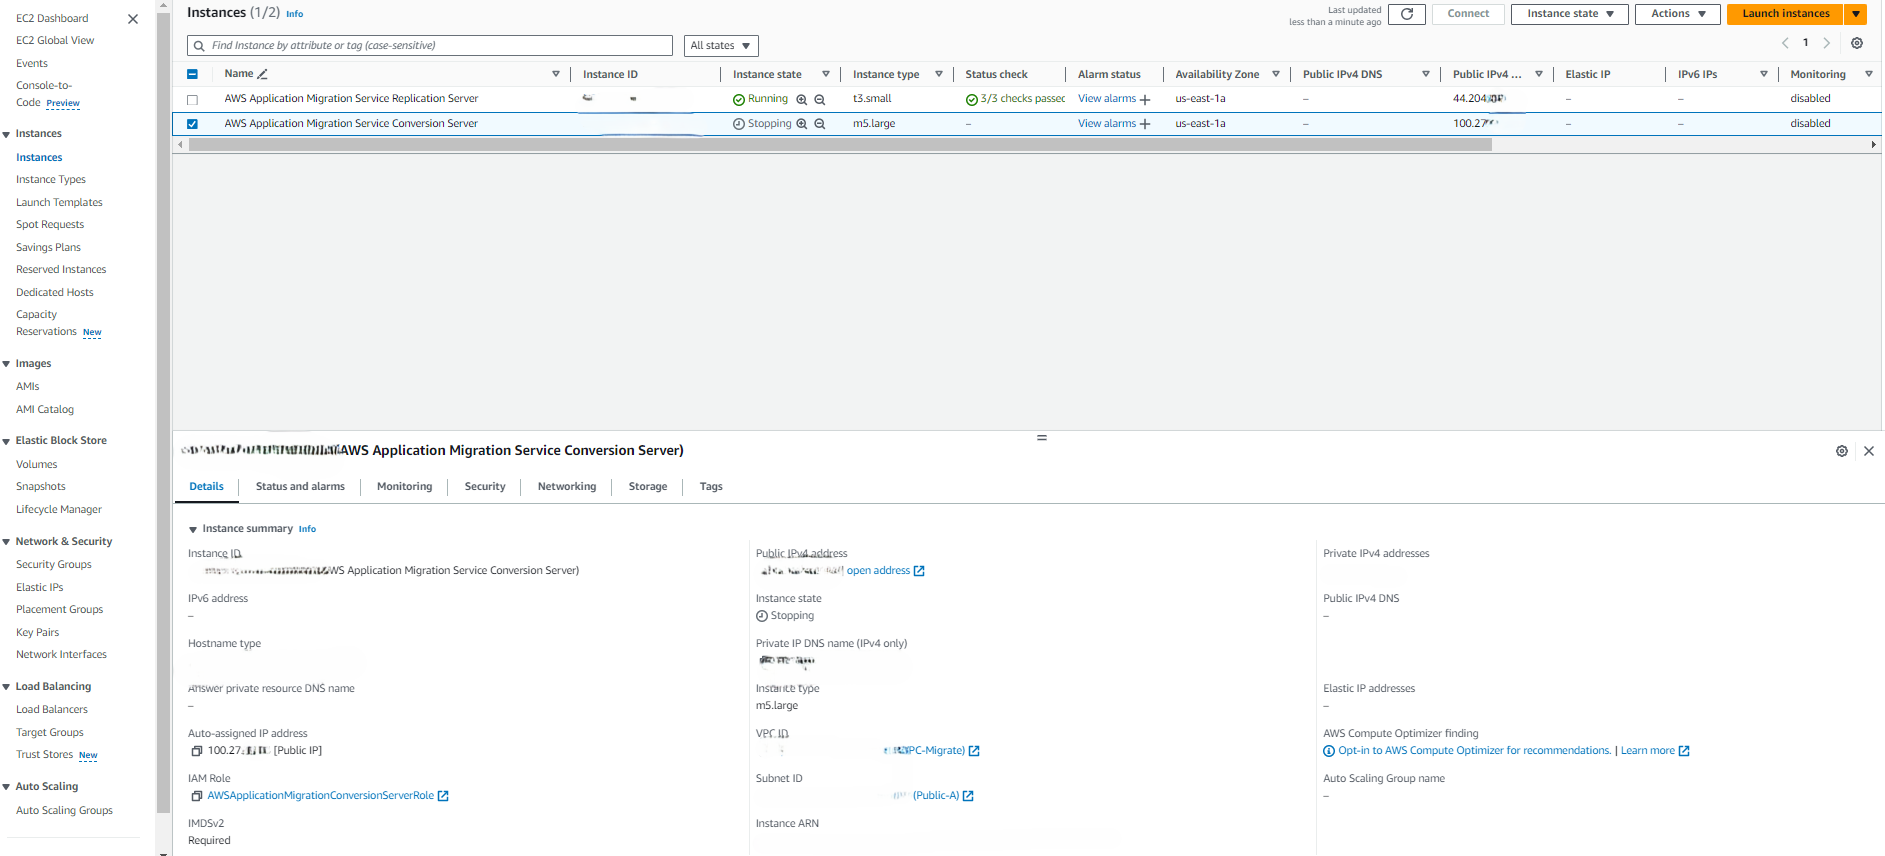 EC2 Dashboard
EC2 Global View
Events
Console-to-
Code Preview
Instances
Instances
Instance Types
Launch Templates
Spot Requests
Savings Plans
Reserved Instances
Dedicated Hosts
Capacity
Reservations New
Images
AMIs
AMI Catalog
Elastic Block Store
Volumes
Snapshots
Lifecycle Manager
Network & Security
Security Groups
Elastic IPs
Placement Groups
Key Pairs
Network Interfaces
Load Balancing
Load Balancers
Target Groups
Trust Stores New
Auto Scaling
Auto Scaling Groups
Instances (1/2) Info
Last updated
less than a minute ago
Connect
Instance state
Actions
Launch instances
Find Instance by attribute or tag (case-sensitive)
All states
1
Name Instance ID Instance state Instance type Status check Alarm status Availability Zone Public IPv4 DNS Public IPv4 ... Elastic IP IPv6 IPs Monitoring
AWS Application Migration Service Replication Server Running t3.small 3/3 checks passed View alarms + us-east-1a – 44.204 – – disabled
AWS Application Migration Service Conversion Server Stopping m5.large – View alarms + us-east-1a – 100.27 – – disabled
AWS Application Migration Service Conversion Server)
Details Status and alarms Monitoring Security Networking Storage Tags
Instance summary Info
Instance ID
WS Application Migration Service Conversion Server)
IPv6 address
–
Hostname type
Answer private resource DNS name
–
Auto-assigned IP address
100.27 [Public IP]
IAM Role
AWSApplicationMigrationConversionServerRole
IMDSv2
Required
Public IPv4 address
open address
Instance state
Stopping
Private IP DNS name (IPv4 only)
Instance type
m5.large
VPC ID
PC-Migrate)
Subnet ID
(Public-A)
Instance ARN
Private IPv4 addresses
Public IPv4 DNS
–
Elastic IP addresses
–
AWS Compute Optimizer finding
Opt-in to AWS Compute Optimizer for recommendations. | Learn more
Auto Scaling Group name
–